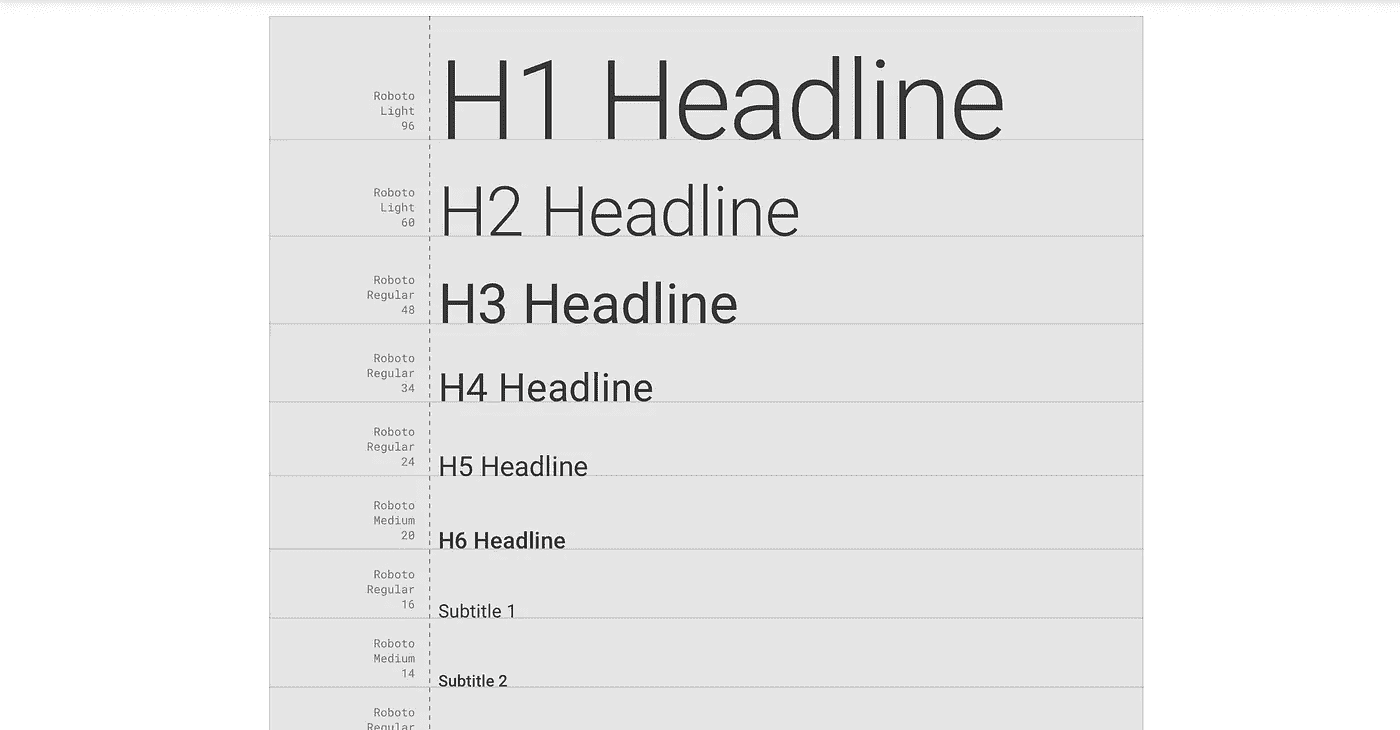 Roboto
Light
96
H1 Headline
Roboto
Light
60
H2 Headline
Roboto
Regular
48
H3 Headline
Roboto
Regular
34
H4 Headline
Roboto
Regular
24
H5 Headline
Roboto
Medium
20
H6 Headline
Roboto
Regular
16
Subtitle 1
Roboto
Medium
14
Subtitle 2
Roboto
Regular